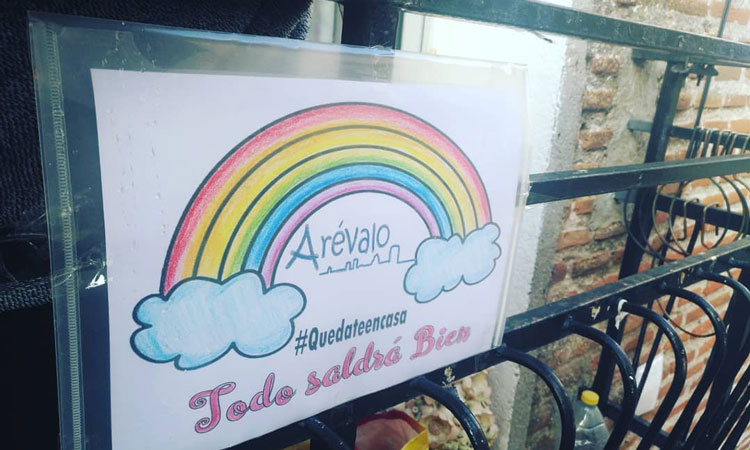 Arévalo
#Quedateencasa
Todo saldrá Bien